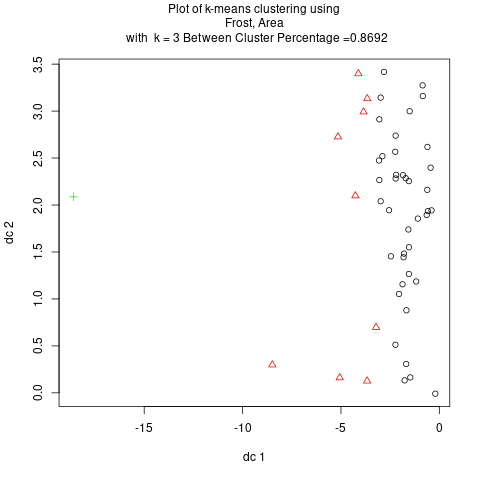 Plot of k-means clustering using
Frost, Area
with  k = 3 Between Cluster Percentage =0.8692
3.5
3.0
2.5
2.0
1.5
1.0
0.5
0.0
dc 2
-15
-10
-5
0
dc 1